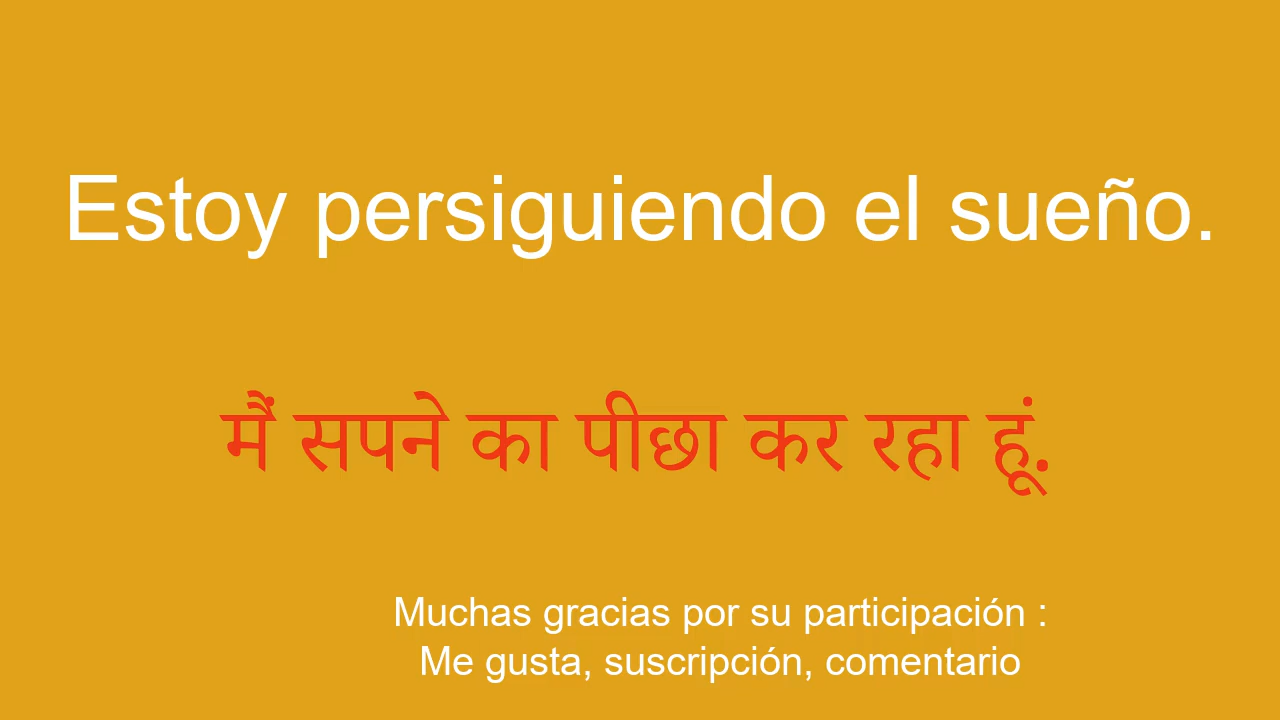 Estoy persiguiendo el sueño.
मैं सपने का पीछा कर रहा हूं.
Muchas gracias por su participación :
Me gusta, suscripción, comentario